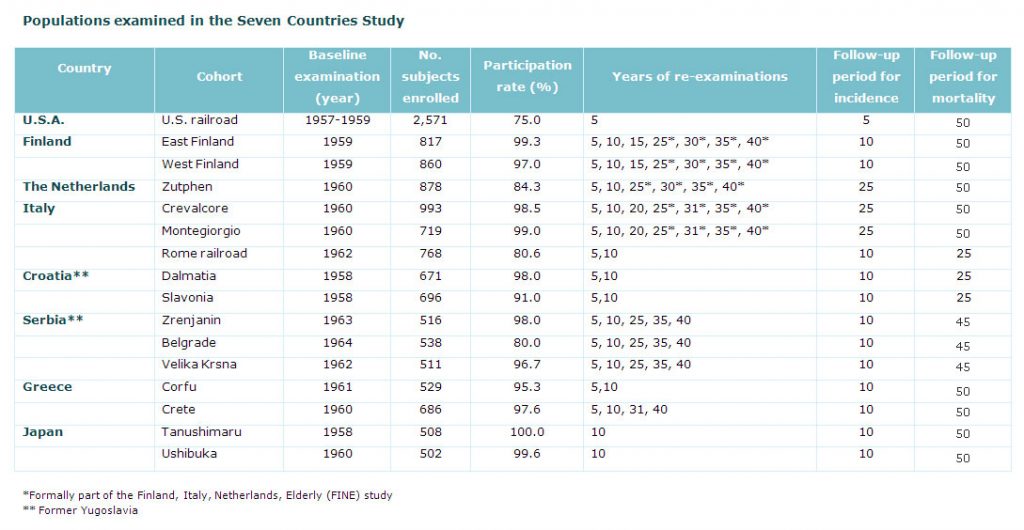 Populations examined in the Seven Countries Study
Country Cohort Baseline examination (year) No. subjects enrolled Participation rate (%) Years of re-examinations Follow-up period for incidence Follow-up period for mortality
U.S.A. U.S. railroad 1957-1959 2,571 75.0 5 5 50
Finland East Finland 1959 817 99.3 5, 10, 15, 25*, 30*, 35*, 40* 10 50
West Finland 1959 860 97.0 5, 10, 15, 25*, 30*, 35*, 40* 10 50
The Netherlands Zutphen 1960 878 84.3 5, 10, 25*, 30*, 35*, 40* 25 50
Italy Crevalcore 1960 993 98.5 5, 10, 20, 25*, 31*, 35*, 40* 25 50
Montegiorgio 1960 719 99.0 5, 10, 20, 25*, 31*, 35*, 40* 25 50
Rome railroad 1962 768 80.6 5,10 10 25
Croatia** Dalmatia 1958 671 98.0 5,10 10 25
Slavonia 1958 696 91.0 5,10 10 25
Serbia** Zrenjanin 1963 516 98.0 5, 10, 25, 35, 40 10 45
Belgrade 1964 538 80.0 5, 10, 25, 35, 40 10 45
Velika Krsna 1962 511 96.7 5, 10, 25, 35, 40 10 45
Greece Corfu 1961 529 95.3 5,10 10 50
Crete 1960 686 97.6 5, 10, 31, 40 10 50
Japan Tanushimaru 1958 508 100.0 10 10 50
Ushibuka 1960 502 99.6 10 10 50
*Formally part of the Finland, Italy, Netherlands, Elderly (FINE) study
** Former Yugoslavia